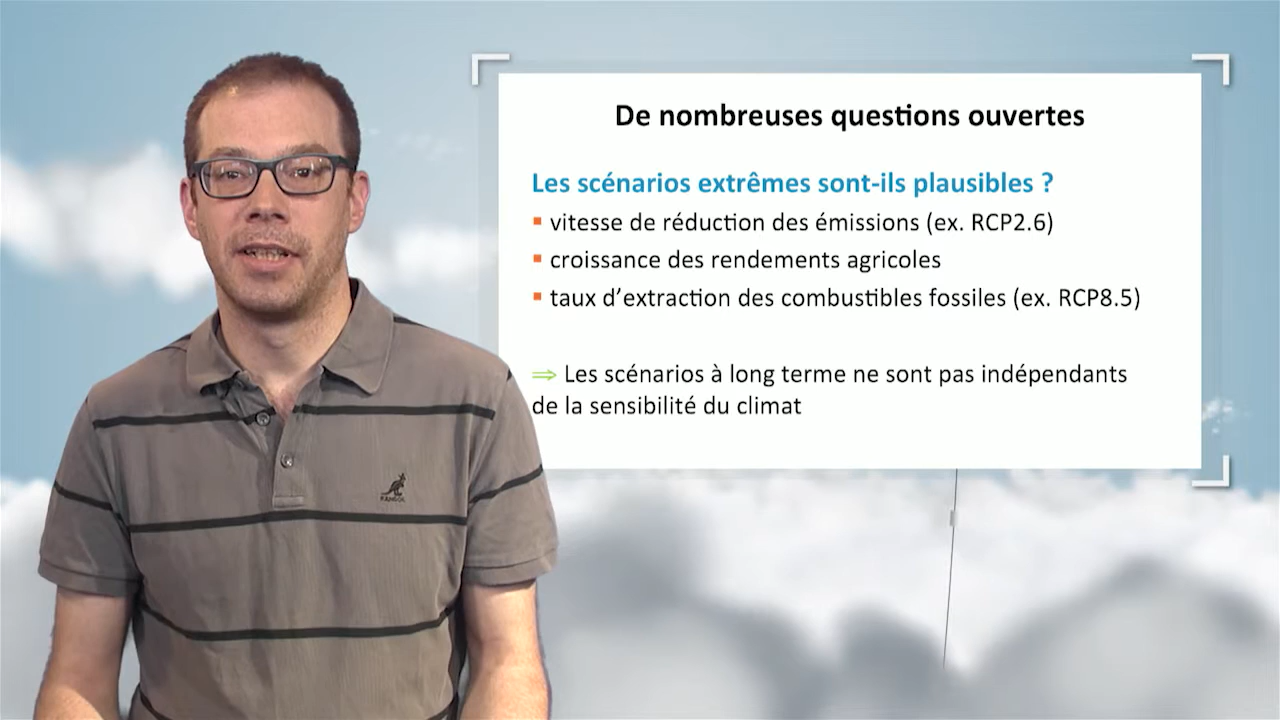 De nombreuses questions ouvertes
Les scénarios extrêmes sont-ils plausibles ?
▪ vitesse de réduction des émissions (ex. RCP2.6)
▪ croissance des rendements agricoles
▪ taux d’extraction des combustibles fossiles (ex. RCP8.5)
⇒ Les scénarios à long terme ne sont pas indépendants
de la sensibilité du climat
KANGOL